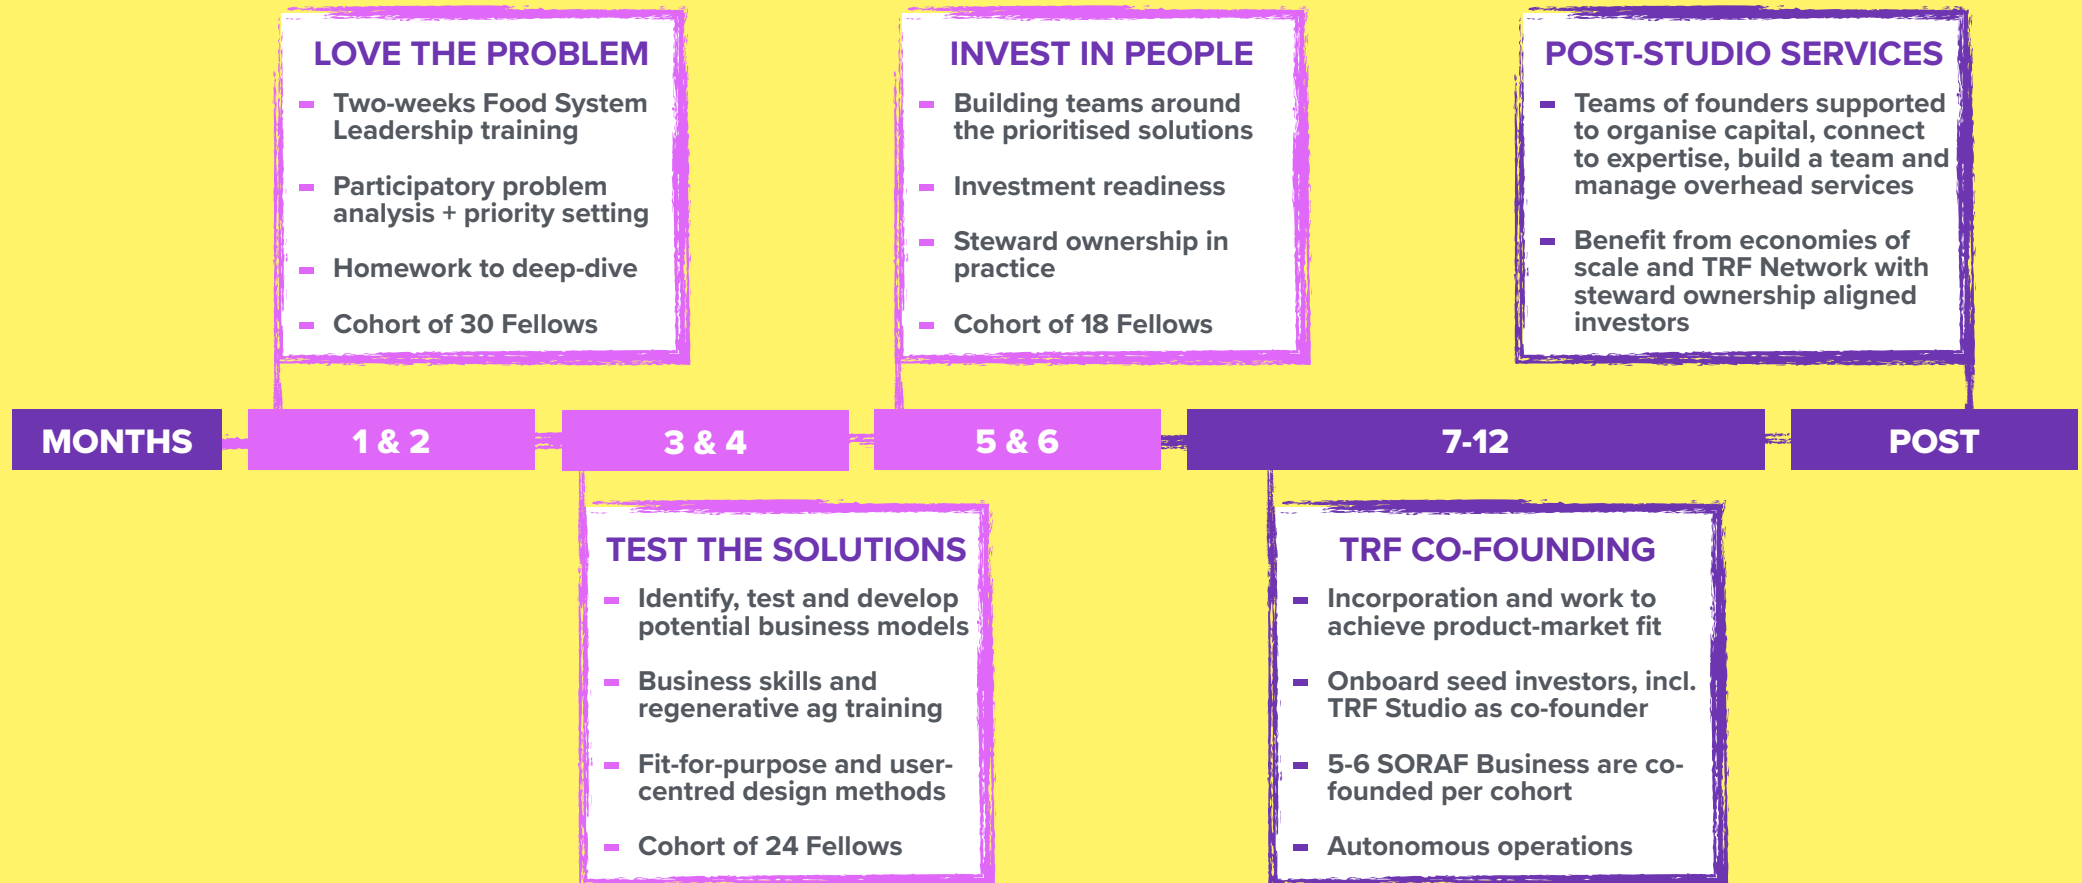 LOVE THE PROBLEM
- Two-weeks Food System
Leadership training
- Participatory problem
analysis + priority setting
- Homework to deep-dive
- Cohort of 30 Fellows
INVEST IN PEOPLE
- Building teams around
the prioritised solutions
- Investment readiness
- Steward ownership in
practice
- Cohort of 18 Fellows
POST-STUDIO SERVICES
- Teams of founders supported
to organise capital, connect
to expertise, build a team and
manage overhead services
- Benefit from economies of
scale and TRF Network with
steward ownership aligned
investors
MONTHS
1 & 2
3 & 4
5 & 6
7-12
POST
TEST THE SOLUTIONS
- Identify, test and develop
potential business models
- Business skills and
regenerative ag training
- Fit-for-purpose and user-
centred design methods
- Cohort of 24 Fellows
TRF CO-FOUNDING
- Incorporation and work to
achieve product-market fit
- Onboard seed investors, incl.
TRF Studio as co-founder
- 5-6 SORAF Business are co-
founded per cohort
- Autonomous operations